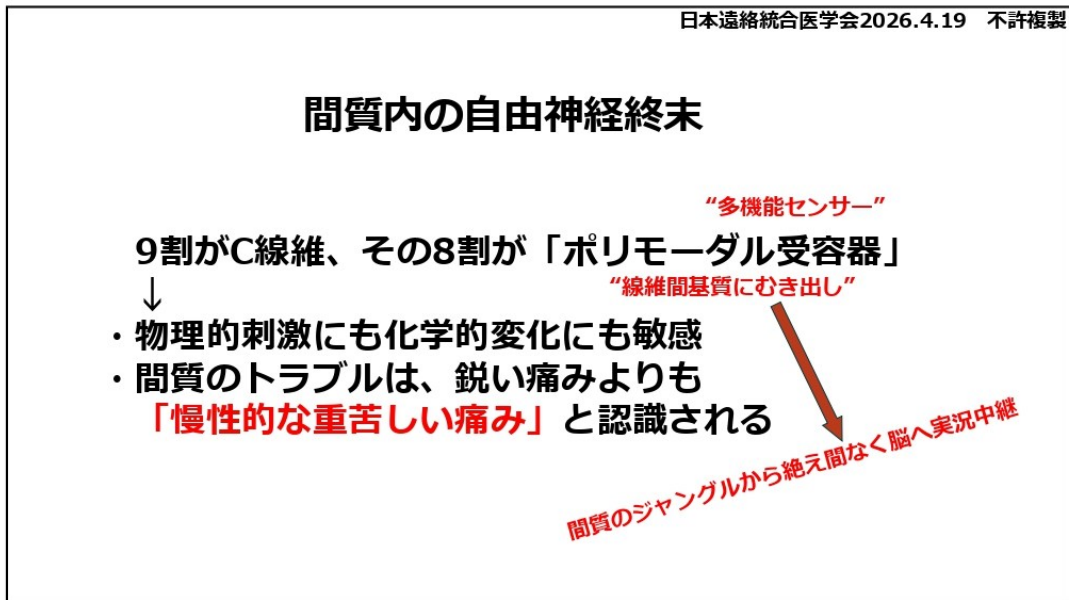 日本遠絡統合医学会2026.4.19　不許複製
間質内の自由神経終末
“多機能センサー”
9割がC線維、その8割が「ポリモーダル受容器」
“線維間基質にむき出し”
↓
・物理的刺激にも化学的変化にも敏感
・間質のトラブルは、鋭い痛みよりも
「慢性的な重苦しい痛み」と認識される
間質のジャングルから絶え間なく脳へ実況中継